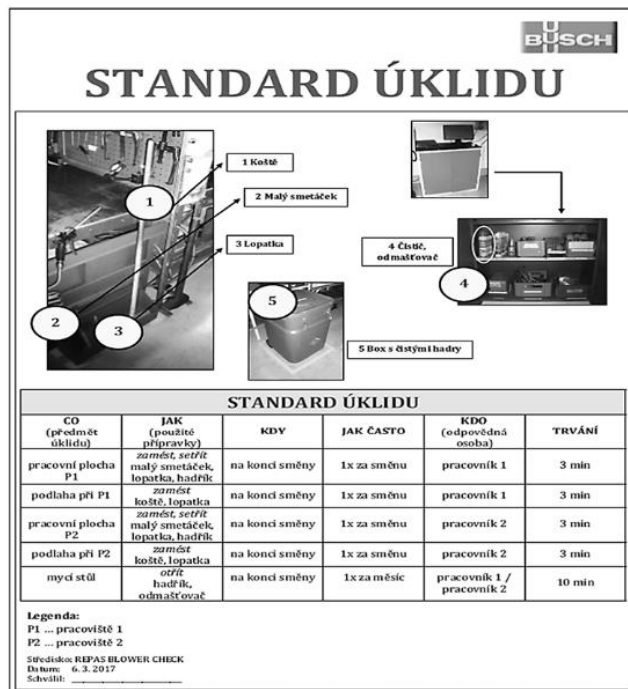 BUSCH
STANDARD ÚKLIDU
1 Koště
2 Malý smetáček
3 Lopatka
4 Čistič,
odmašťovač
5 Box s čistými hadry
1
2
3
4
5
STANDARD ÚKLIDU
CO
(předmět
úklidu)
JAK
(použité
přípravky)
KDY
JAK ČASTO
KDO
(odpovědná
osoba)
TRVÁNÍ
pracovní plocha
P1
zamést, setřít
malý smetáček,
lopatka, hadřík
na konci směny
1x za směnu
pracovník 1
3 min
podlaha při P1
zamést
koště, lopatka
na konci směny
1x za směnu
pracovník 1
3 min
pracovní plocha
P2
zamést, setřít
malý smetáček,
lopatka, hadřík
na konci směny
1x za směnu
pracovník 2
3 min
podlaha při P2
zamést
koště, lopatka
na konci směny
1x za směnu
pracovník 2
3 min
mycí stůl
otřít
hadřík,
odmašťovač
na konci směny
1x za měsíc
pracovník 1 /
pracovník 2
10 min
Legenda:
P1 ... pracoviště 1
P2 ... pracoviště 2
Středisko: REPAS BLOWER CHECK
Datum: 6. 3. 2017
Schválil: